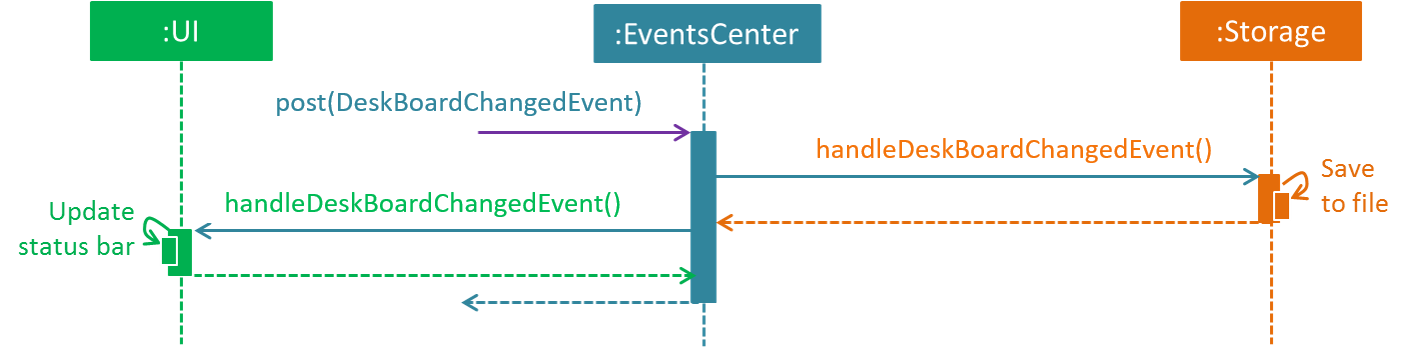 :UI
:EventsCenter
:Storage
post(DeskBoardChangedEvent)
handleDeskBoardChangedEvent()
Save
to file
handleDeskBoardChangedEvent()
Update
status bar